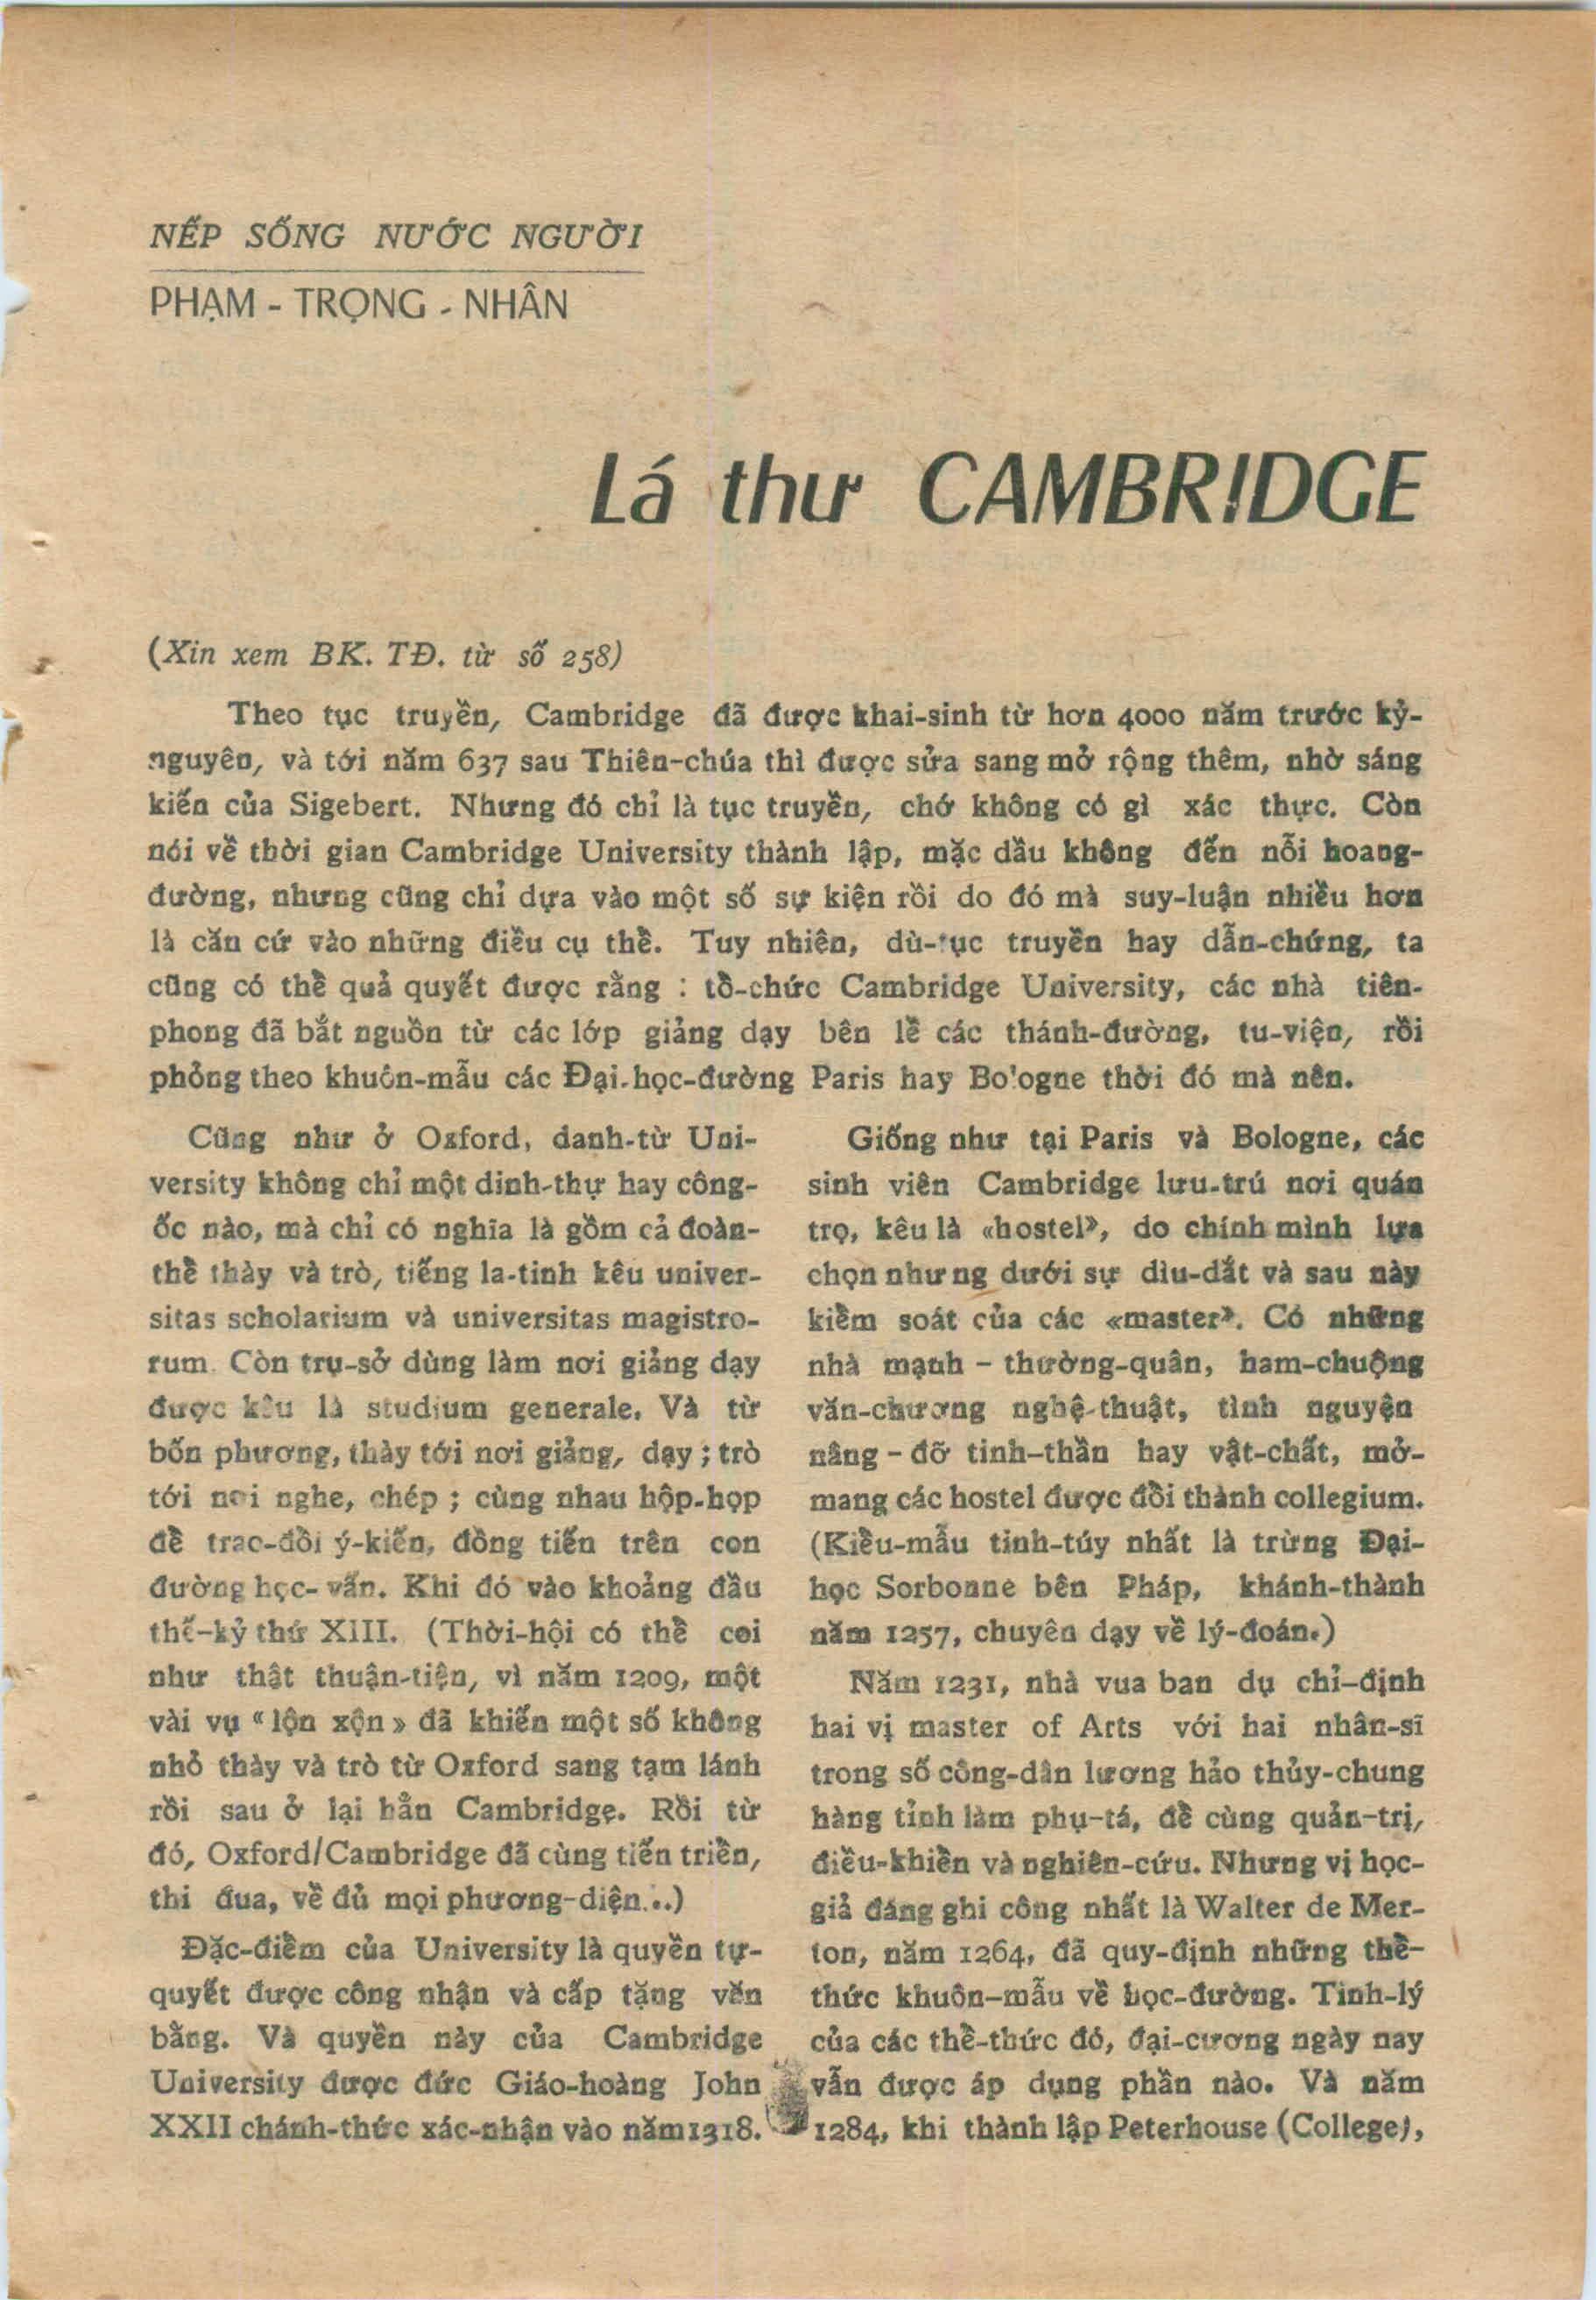 NẾP SỐNG NƯỚC NGƯỜI
PHẠM - TRỌNG - NHÂN
Lá thư CAMBRIDGE
(Xin xem BK. TĐ. từ số 258)
Theo tục truyền, Cambridge đã được khai-sinh từ hơn 4000 năm trước kỷ-
nguyên, và tới năm 637 sau Thiên-chúa thì được sửa sang mở rộng thêm, nhờ sáng
kiến của Sigebert. Nhưng đó chỉ là tục truyền, chớ không có gì xác thực. Còn
nói về thời gian Cambridge University thành lập, mặc dầu không đến nỗi hoang-
đường, nhưng cũng chỉ dựa vào một số sự kiện rồi do đó mà suy-luận nhiều hơn
là căn cứ vào những điều cụ thể. Tuy nhiên, dù-tục truyền hay dẫn-chứng, ta
cũng có thể quả quyết được rằng : tổ-chức Cambridge University, các nhà tiên-
phong đã bắt nguồn từ các lớp giảng dạy bên lề các thánh-đường, tu-viện, rồi
phỏng theo khuôn-mẫu các Đại-học-đường Paris hay Bologne thời đó mà nên.
Cũng như ở Oxford, danh-từ Uni-
versity không chỉ một dinh-thự hay công-
ốc nào, mà chỉ có nghĩa là gồm cả đoàn-
thể thày và trò, tiếng la-tinh kêu univer-
sitas scholarium và universitas magistro-
rum. Còn trụ-sở dùng làm nơi giảng dạy
được kêu là studium generale. Và từ
bốn phương, thày tới nơi giảng, dạy ; trò
tới nơi nghe, chép ; cùng nhau hộp-họp
để trao-đổi ý-kiến, đồng tiến trên con
đường học-vấn. Khi đó vào khoảng đầu
thế-kỷ thứ XIII. (Thời-hội có thể coi
như thật thuận-tiện, vì năm 1209, một
vài vụ « lộn xộn » đã khiến một số không
nhỏ thày và trò từ Oxford sang tạm lánh
rồi sau ở lại hẳn Cambridge. Rồi từ
đó, Oxford/Cambridge đã cùng tiến triển,
thi đua, về đủ mọi phương-diện...)
Đặc-điểm của University là quyền tự-
quyết được công nhận và cấp tặng văn
bằng. Và quyền này của Cambridge
University được đức Giáo-hoàng John
XXII chánh-thức xác-nhận vào năm 1318.
Giống như tại Paris và Bologne, các
sinh viên Cambridge lưu-trú nơi quán
trọ, kêu là «hostel», do chính mình lựa
chọn nhưng dưới sự dìu-dắt và sau này
kiểm soát của các «master». Có những
nhà mạnh - thường-quân, ham-chuộng
văn-chương nghệ-thuật, tình nguyện
nâng - đỡ tinh-thần hay vật-chất, mở-
mang các hostel được đổi thành collegium.
(Kiểu-mẫu tinh-túy nhất là trừng Đại-
học Sorbonne bên Pháp, khánh-thành
năm 1257, chuyên dạy về lý-đoán.)
Năm 1231, nhà vua ban dụ chỉ-định
hai vị master of Arts với hai nhân-sĩ
trong số công-dân lương hảo thủy-chung
hàng tỉnh làm phụ-tá, để cùng quản-trị,
điều-khiển và nghiên-cứu. Nhưng vị học-
giả đáng ghi công nhất là Walter de Mer-
ton, năm 1264, đã quy-định những thể-
thức khuôn-mẫu về học-đường. Tinh-lý
của các thể-thức đó, đại-cương ngày nay
vẫn được áp dụng phần nào. Và năm
1284, khi thành lập Peterhouse (College),